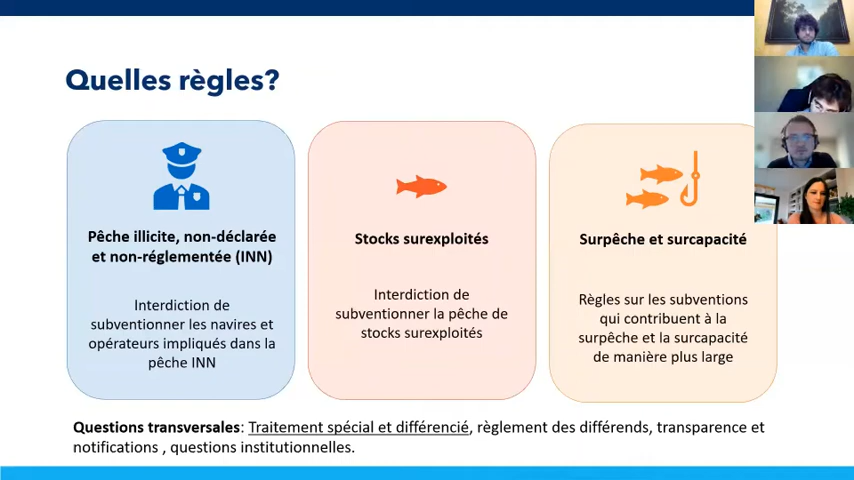 Quelles règles?
Pêche illicite, non-déclarée
et non-réglementée (INN)
Interdiction de
subventionner les navires et
opérateurs impliqués dans la
pêche INN
Stocks surexploités
Interdiction de
subventionner la pêche de
stocks surexploités
Surpêche et surcapacité
Règles sur les subventions
qui contribuent à la
surpêche et la surcapacité
de manière plus large
Questions transversales: Traitement spécial et différencié, règlement des différends, transparence et
notifications , questions institutionnelles.